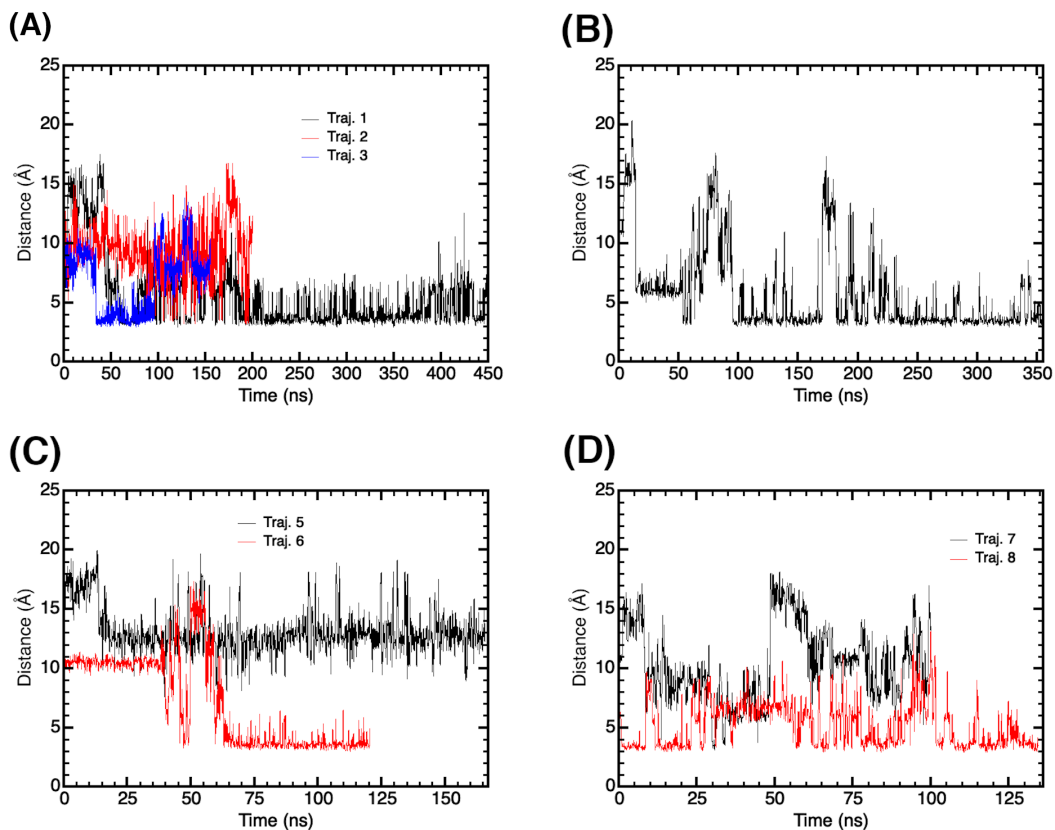 (A)
25
20
15
10
5
0
Distance (Å)
Traj. 1
Traj. 2
Traj. 3
0 50 100 150 200 250 300 350 400 450
Time (ns)
(B)
25
20
15
10
5
0
Distance (Å)
0 50 100 150 200 250 300 350
Time (ns)
(C)
25
20
15
10
5
0
Distance (Å)
Traj. 5
Traj. 6
0 25 50 75 100 125 150
Time (ns)
(D)
25
20
15
10
5
0
Distance (Å)
Traj. 7
Traj. 8
0 25 50 75 100 125
Time (ns)